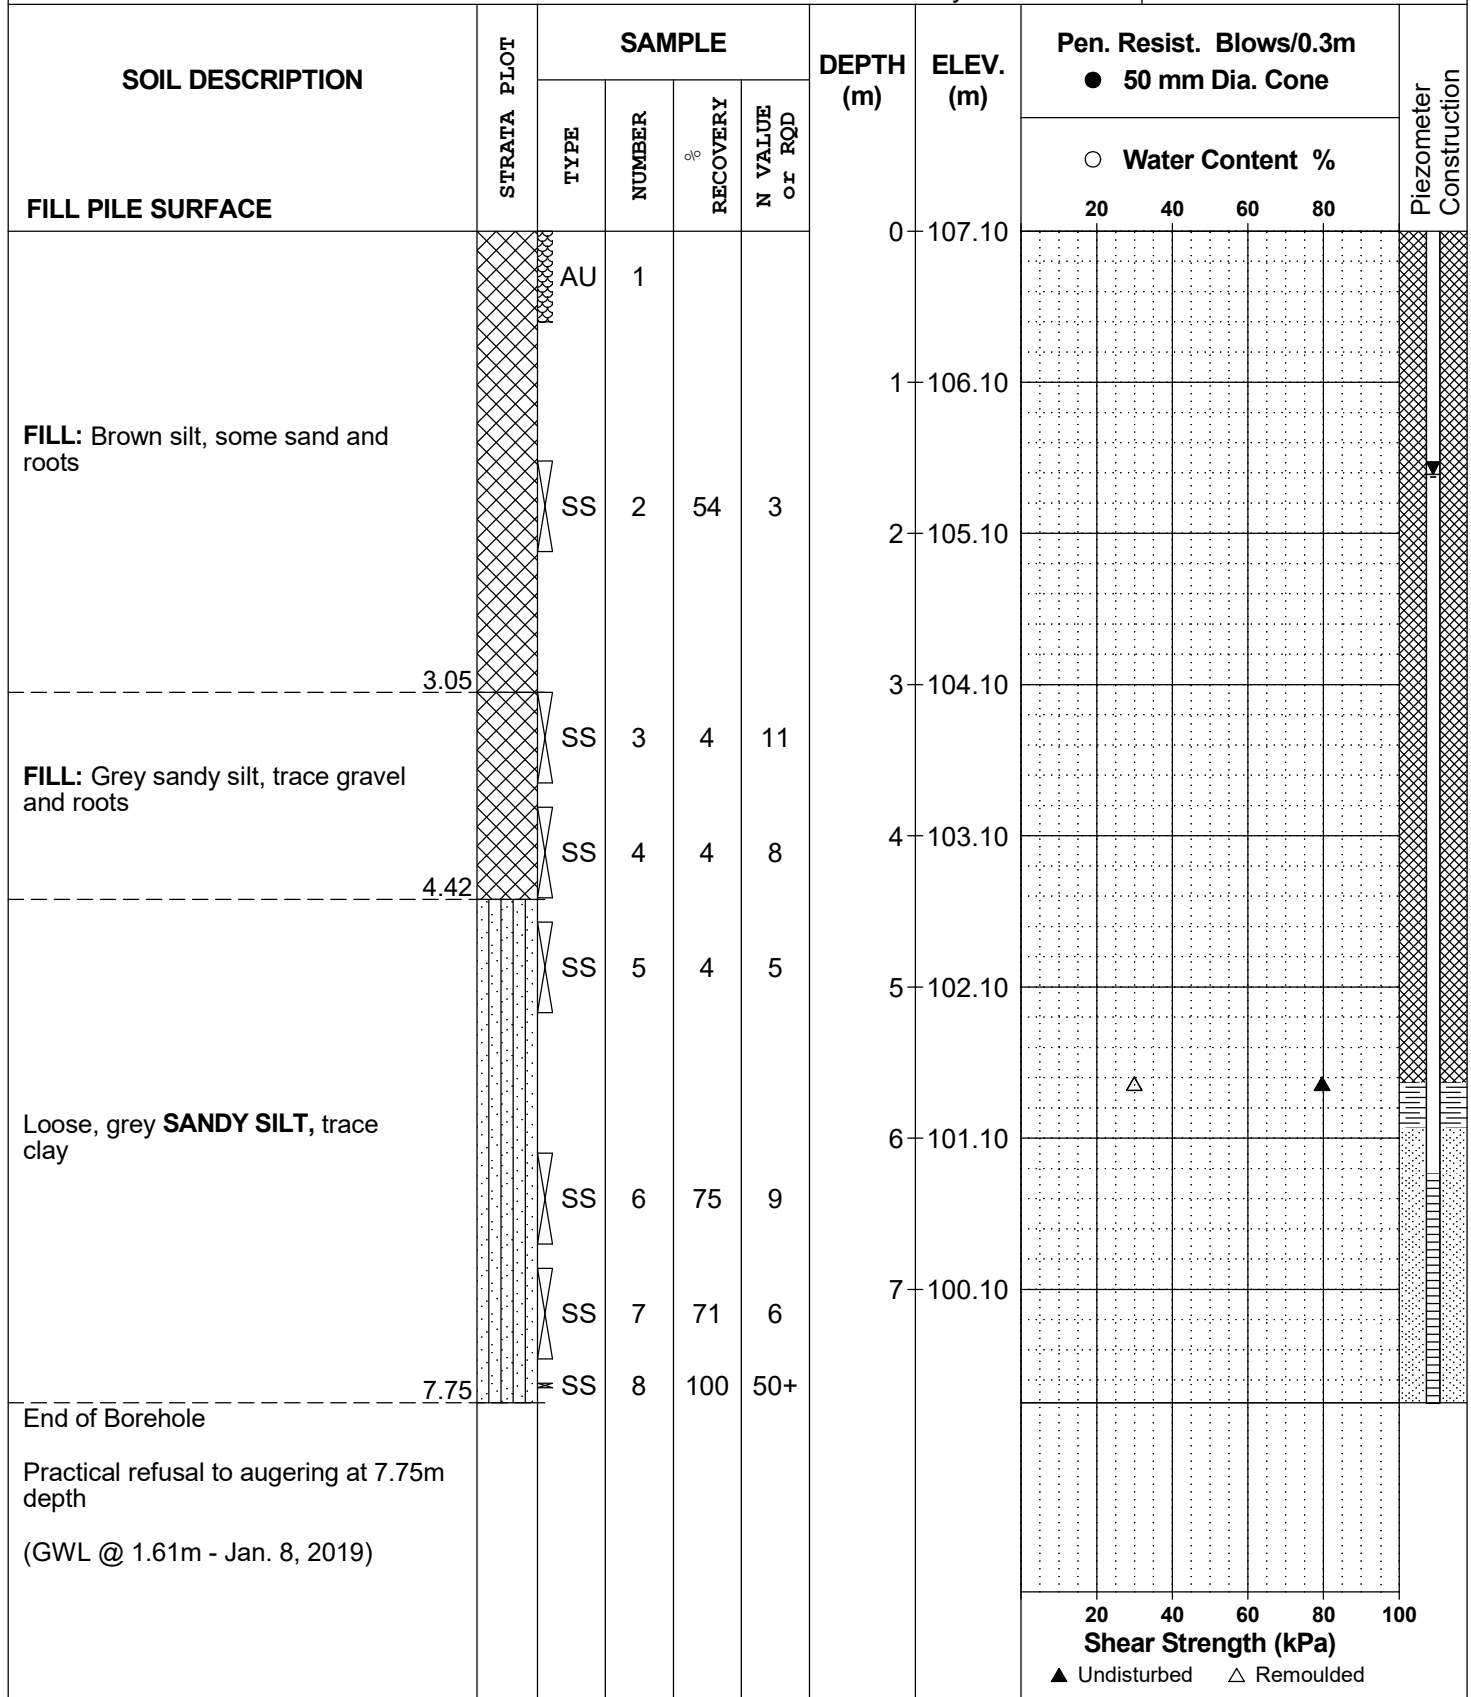 SOIL DESCRIPTION
FILL PILE SURFACE
STRATA PLOT
SAMPLE
TYPE
NUMBER
% RECOVERY
N VALUE or RQD
DEPTH (m)
ELEV. (m)
Pen. Resist. Blows/0.3m
● 50 mm Dia. Cone
○ Water Content %
20 40 60 80
Piezometer Construction
0 107.10
AU 1
1 106.10
FILL: Brown silt, some sand and
roots
SS 2 54 3
2 105.10
3.05
3 104.10
SS 3 4 11
FILL: Grey sandy silt, trace gravel
and roots
4 103.10
SS 4 4 8
4.42
SS 5 4 5
5 102.10
Loose, grey SANDY SILT, trace
clay
6 101.10
SS 6 75 9
7 100.10
SS 7 71 6
7.75
SS 8 100 50+
End of Borehole
Practical refusal to augering at 7.75m
depth
(GWL @ 1.61m - Jan. 8, 2019)
20 40 60 80 100
Shear Strength (kPa)
▲ Undisturbed △ Remoulded